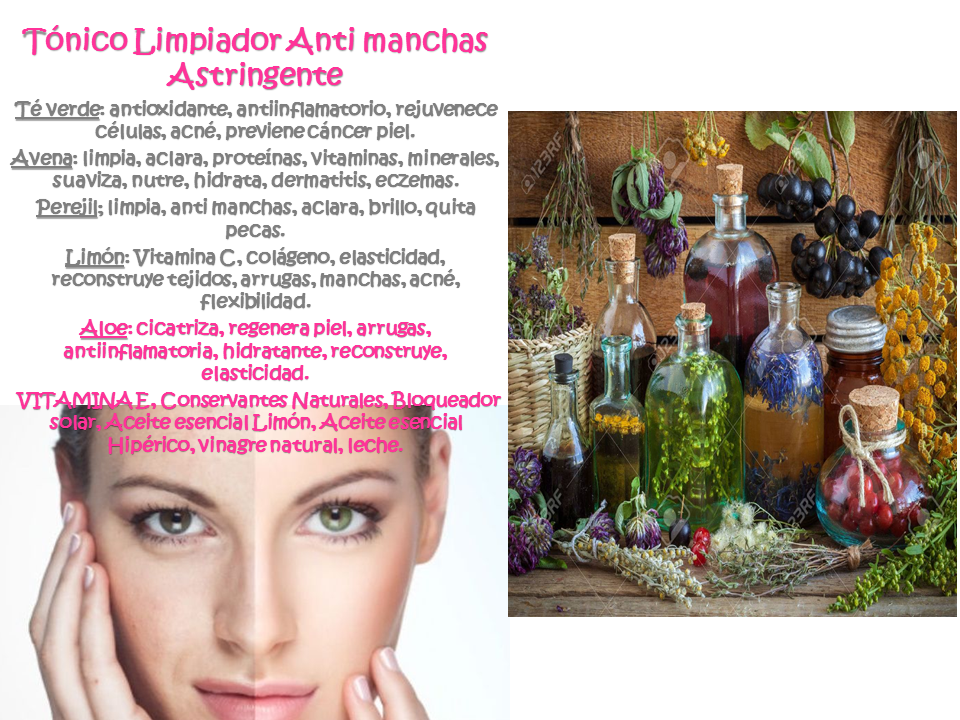 Tónico Limpiador Anti manchas
Astringente
Té verde: antioxidante, antiinflamatorio, rejuvenece
células, acné, previene cáncer piel.
Avena: limpia, aclara, proteínas, vitaminas, minerales,
suaviza, nutre, hidrata, dermatitis, eczemas.
Perejil; limpia, anti manchas, aclara, brillo, quita
pecas.
Limón: Vitamina C, colágeno, elasticidad,
reconstruye tejidos, arrugas, manchas, acné,
flexibilidad.
Aloe: cicatriza, regenera piel, arrugas,
antiinflamatoria, hidratante, reconstruye,
elasticidad.
VITAMINA E, Conservantes Naturales, Bloqueador
solar, Aceite esencial Limón, Aceite esencial
Hipérico, vinagre natural, leche.
123RF
123RF
123RF
123RF